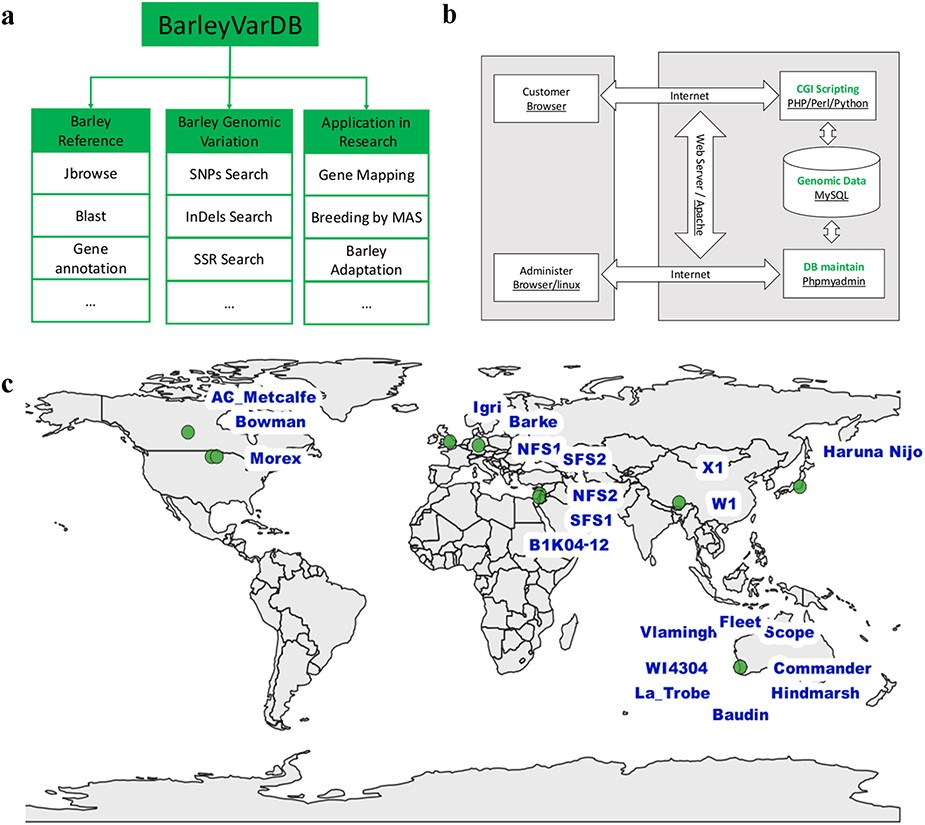 a
BarleyVarDB
Barley
Reference
Jbrowse
Blast
Gene
annotation
...
Barley Genomic
Variation
SNPs Search
InDels Search
SSR Search
...
Application in
Research
Gene Mapping
Breeding by MAS
Barley
Adaptation
...
b
Customer
Browser
Internet
CGI Scripting
PHP/Perl/Python
Web Server / Apache
Genomic Data
MySQL
Administer
Browser/linux
Internet
DB maintain
Phpmyadmin
c
AC_Metcalfe
Bowman
Morex
Igri
Barke
NFS1
SFS2
NFS2
SFS1
B1K04-12
X1
W1
Haruna Nijo
Fleet
Vlamingh
Scope
WI4304
Commander
La_Trobe
Hindmarsh
Baudin